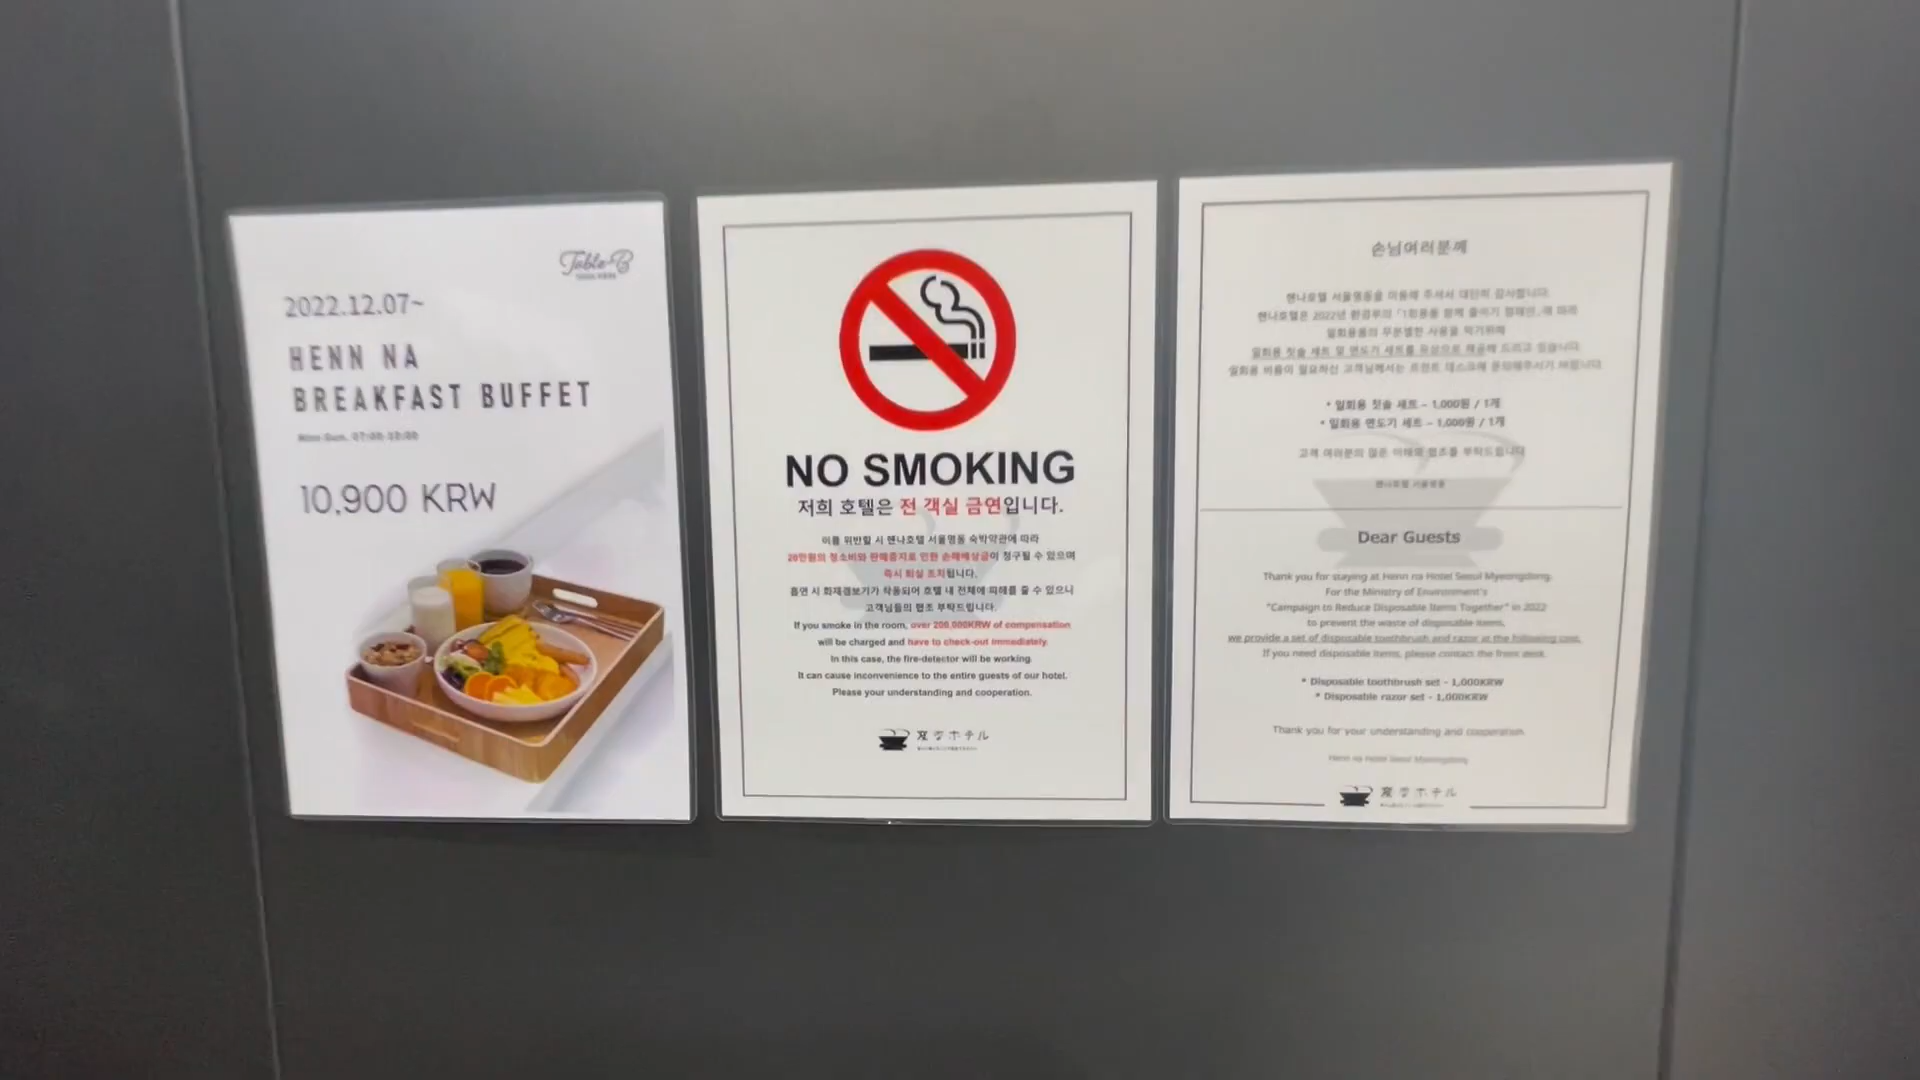 Table B
2022.12.07~
HENN NA
BREAKFAST BUFFET
Mon-Sun. 07:00-10:00
10,900 KRW
NO SMOKING
저희 호텔은 전 객실 금연입니다.
이를 위반할 시 헨나호텔 서울명동 숙박약관에 따라
20만원의 청소비와 판매중지로 인한 손해배상금이 청구될 수 있으며
즉시 퇴실 조치됩니다.
흡연 시 화재경보기가 작동되어 호텔 내 전체에 피해를 줄 수 있으니
고객님들의 협조 부탁드립니다.
If you smoke in the room, over 200,000KRW of compensation
will be charged and have to check-out immediately.
In this case, the fire-detector will be working.
It can cause inconvenience to the entire guests of our hotel.
Please your understanding and cooperation.
変なホテル
손님여러분께
헨나호텔 서울명동을 이용해 주셔서 대단히 감사합니다.
헨나호텔은 2022년 환경부의 「1회용품 함께 줄이기 캠페인」에 따라
일회용품의 무분별한 사용을 막기위해
일회용 칫솔 세트 및 면도기 세트를 유상으로 제공해 드리고 있습니다.
일회용 비품이 필요하신 고객님께서는 프런트 데스크에 문의해주시기 바랍니다.
* 일회용 칫솔 세트 – 1,000원 / 1개
* 일회용 면도기 세트 – 1,000원 / 1개
고객 여러분의 많은 이해와 협조를 부탁드립니다
헨나호텔 서울명동
Dear Guests
Thank you for staying at Henn na Hotel Seoul Myeongdong.
For the Ministry of Environment's
"Campaign to Reduce Disposable Items Together" in 2022
to prevent the waste of disposable items,
we provide a set of disposable toothbrush and razor at the following cost.
If you need disposable items, please contact the front desk.
* Disposable toothbrush set - 1,000KRW
* Disposable razor set - 1,000KRW
Thank you for your understanding and cooperation.
Henn na Hotel Seoul Myeongdong
変なホテル